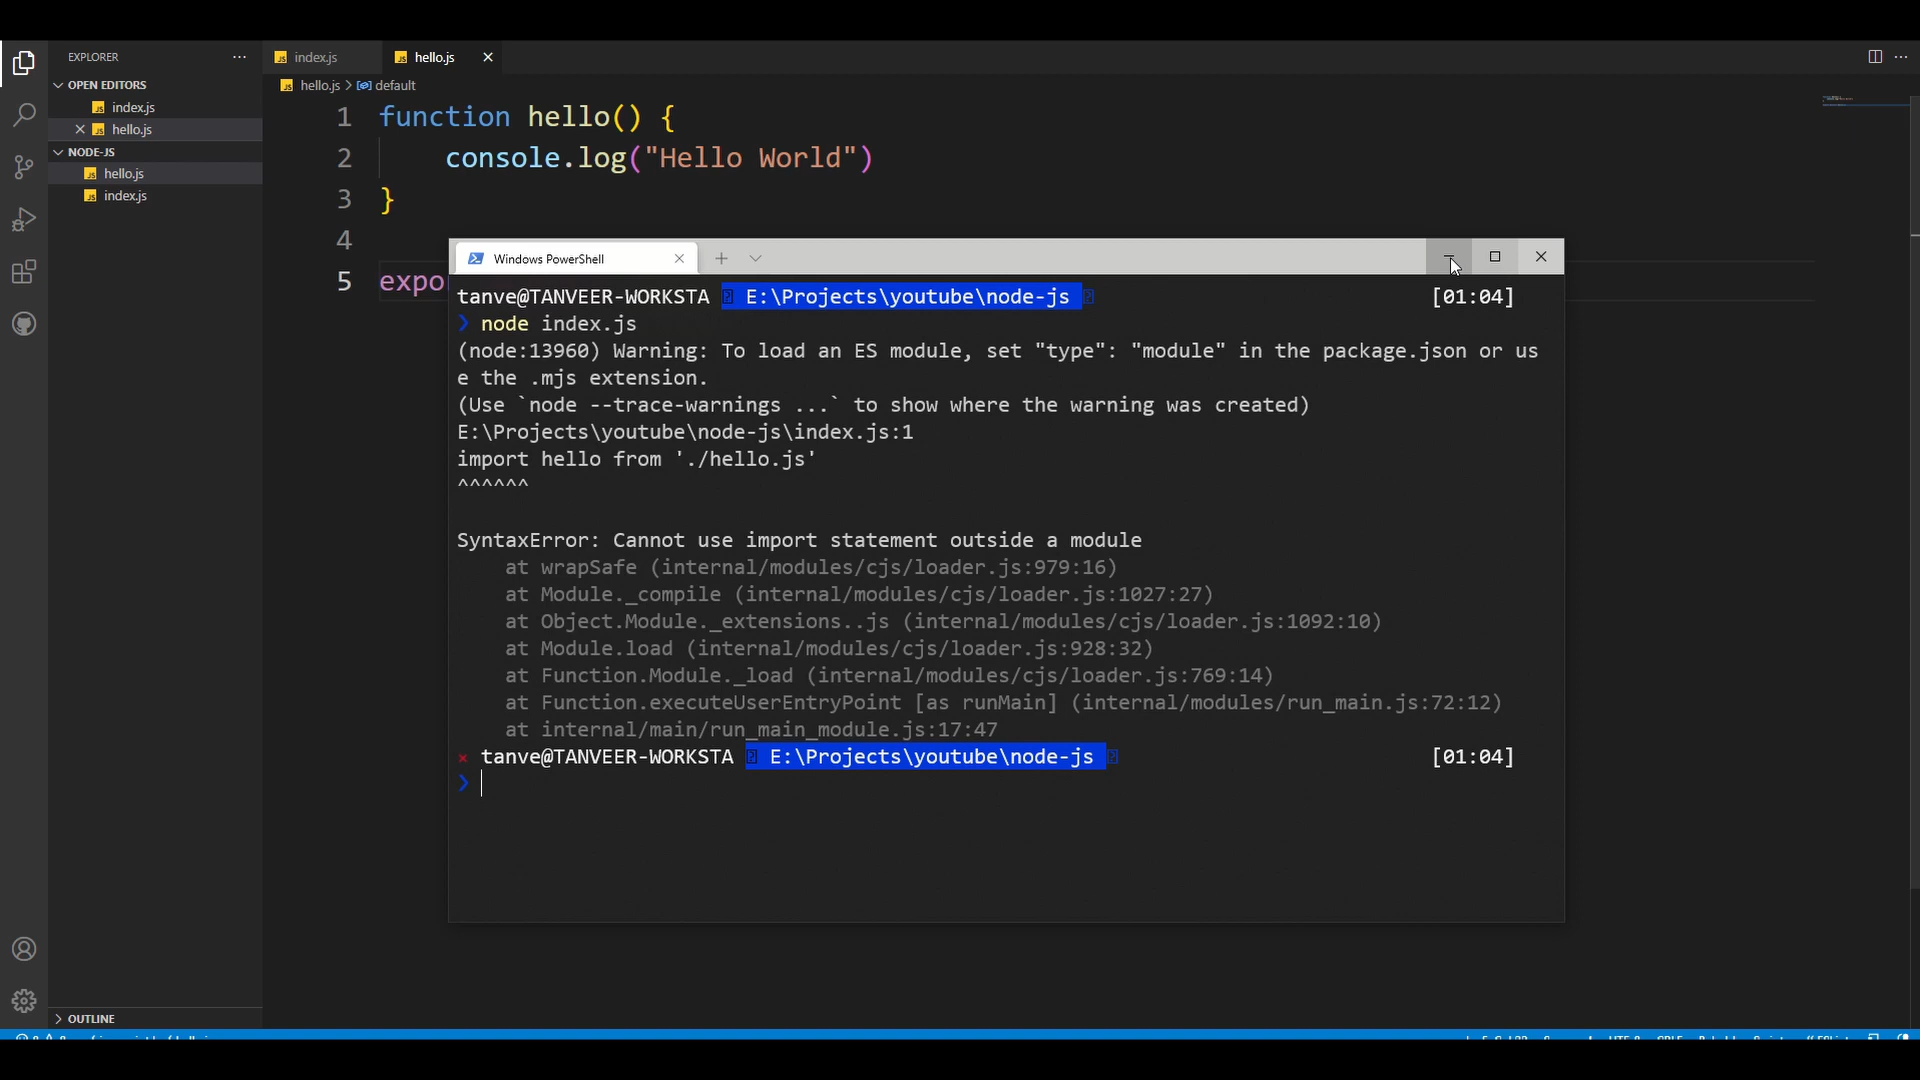 EXPLORER
OPEN EDITORS
index.js
hello.js
NODE-JS
hello.js
index.js
OUTLINE
index.js
hello.js
hello.js > default
1 function hello() {
2 console.log("Hello World")
3 }
4
5 expo
Windows PowerShell
tanve@TANVEER-WORKSTA E:\Projects\youtube\node-js [01:04]
❯ node index.js
(node:13960) Warning: To load an ES module, set "type": "module" in the package.json or us
e the .mjs extension.
(Use `node --trace-warnings ...` to show where the warning was created)
E:\Projects\youtube\node-js\index.js:1
import hello from './hello.js'
^^^^^^
SyntaxError: Cannot use import statement outside a module
at wrapSafe (internal/modules/cjs/loader.js:979:16)
at Module._compile (internal/modules/cjs/loader.js:1027:27)
at Object.Module._extensions..js (internal/modules/cjs/loader.js:1092:10)
at Module.load (internal/modules/cjs/loader.js:928:32)
at Function.Module._load (internal/modules/cjs/loader.js:769:14)
at Function.executeUserEntryPoint [as runMain] (internal/modules/run_main.js:72:12)
at internal/main/run_main_module.js:17:47
× tanve@TANVEER-WORKSTA E:\Projects\youtube\node-js [01:04]
❯